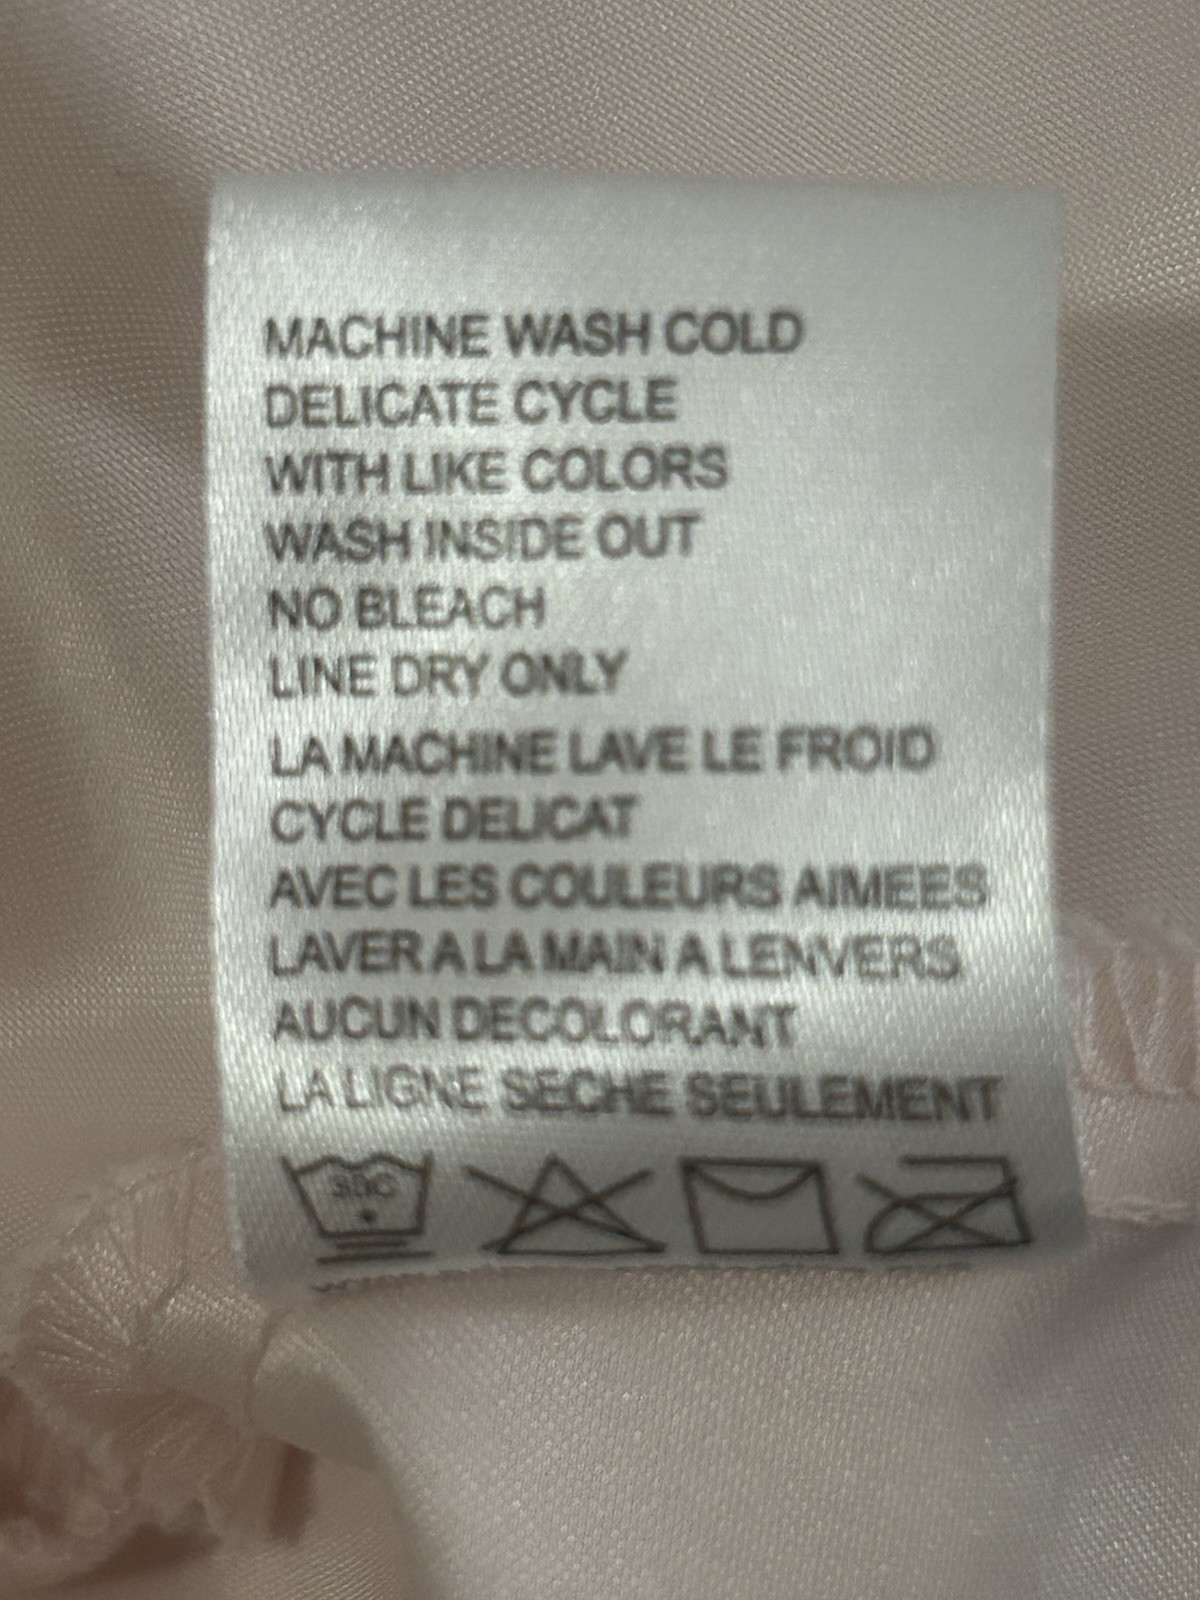 MACHINE WASH COLD
DELICATE CYCLE
WITH LIKE COLORS
WASH INSIDE OUT
NO BLEACH
LINE DRY ONLY
LA MACHINE LAVE LE FROID
CYCLE DELICAT
AVEC LES COULEURS AIMEES
LAVER A LA MAIN A LENVERS
AUCUN DECOLORANT
LA LIGNE SECHE SEULEMENT
30C